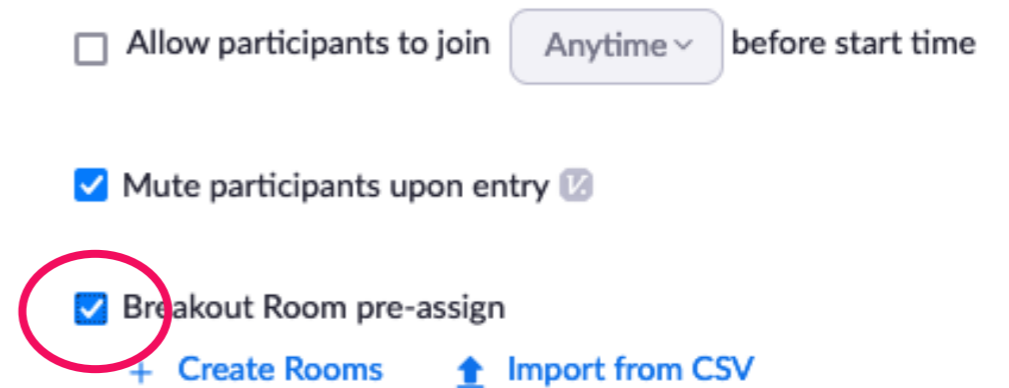 Allow participants to join Anytime before start time
Mute participants upon entry
Breakout Room pre-assign
+ Create Rooms Import from CSV